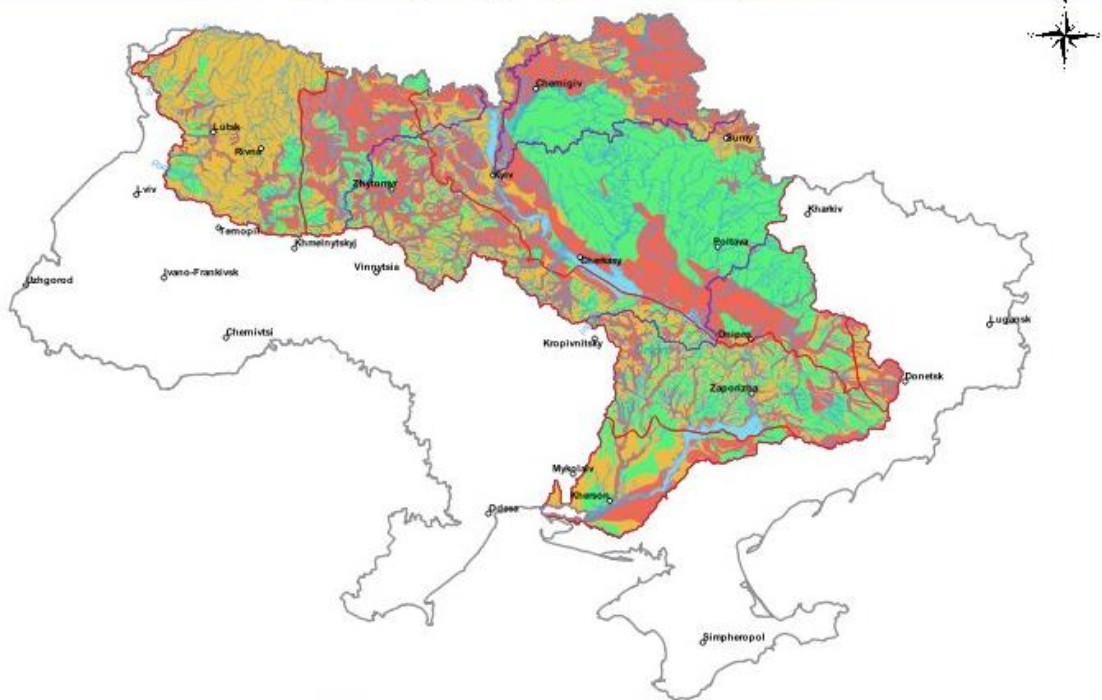 Chernigiv
Lutsk
Sumy
Rivne
Kyiv
Zhytomyr
Lviv
Kharkiv
Ternopil
Khmelnytskyj
Poltava
Cherkasy
Vinnytsia
Ivano-Frankivsk
Uzhgorod
Lugansk
Chernivtsi
Dnipro
Kropivnitsky
Donetsk
Zaporizha
Mykolaiv
Kherson
Odesa
Simpheropol